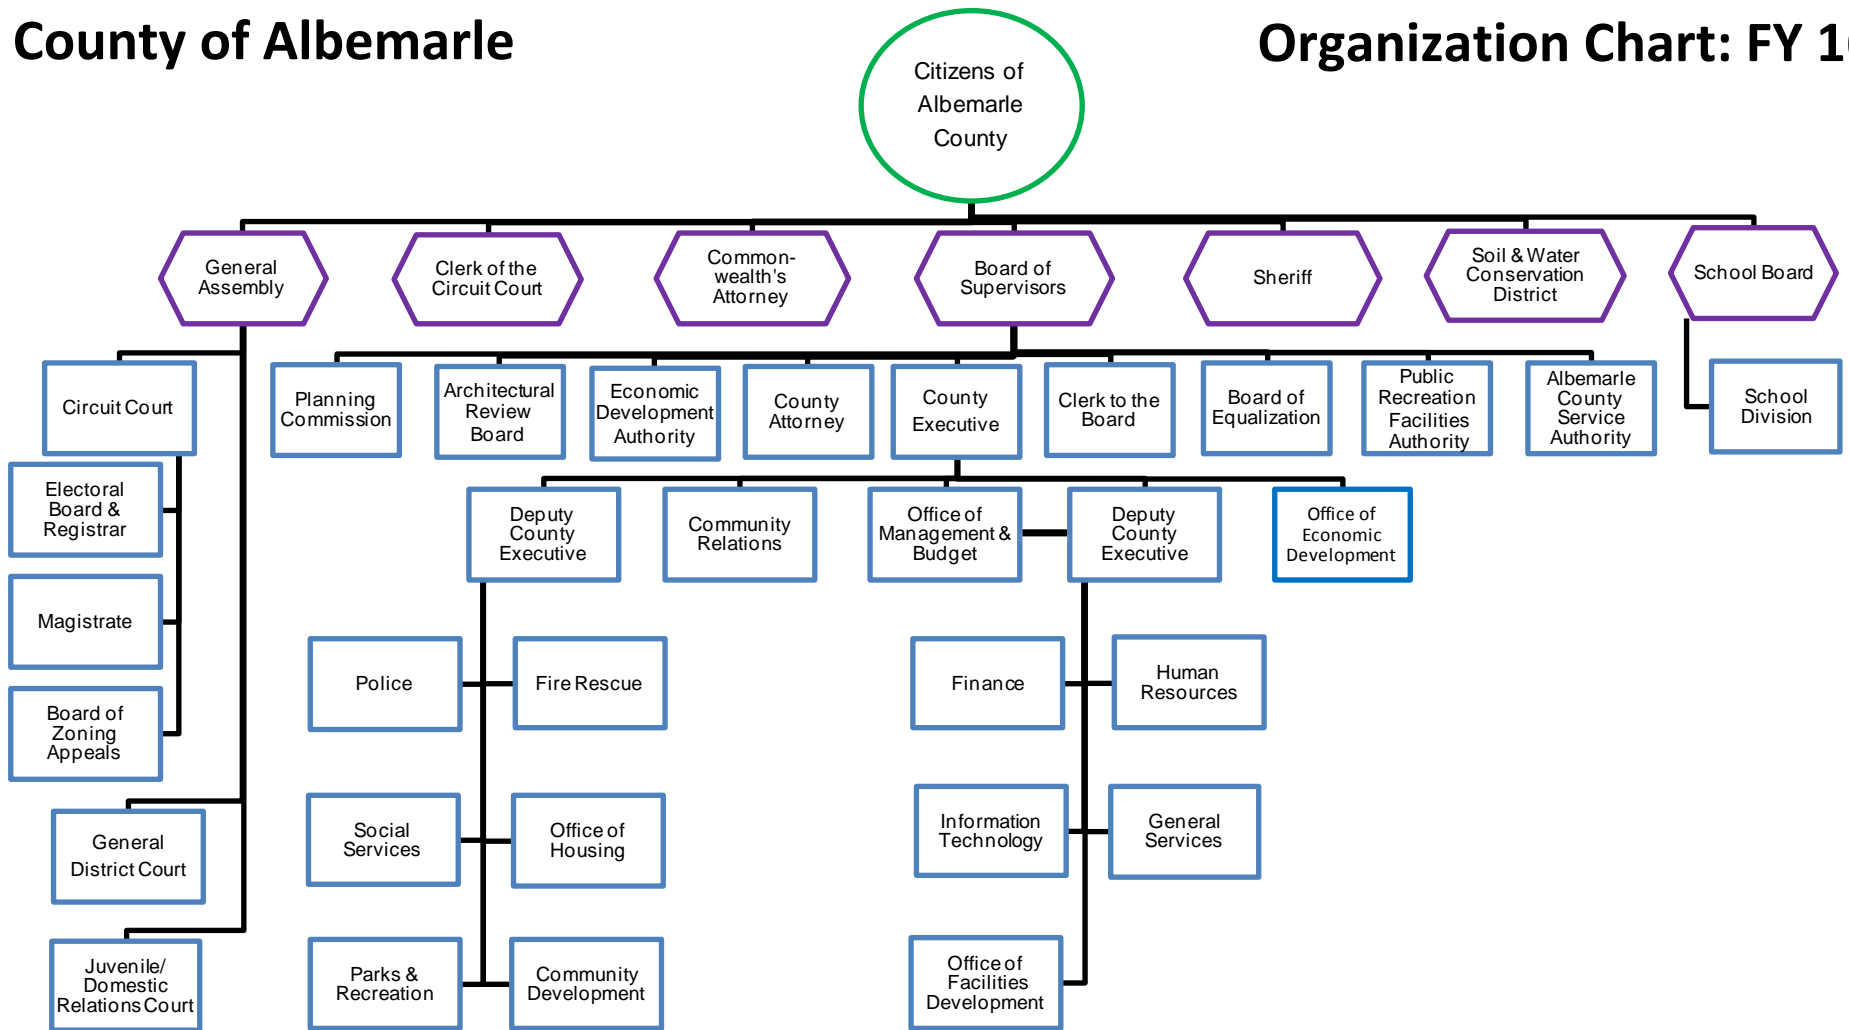 County of Albemarle
Organization Chart: FY 1
Citizens of
Albemarle
County
General
Assembly
Clerk of the
Circuit Court
Common-
wealth's
Attorney
Board of
Supervisors
Sheriff
Soil & Water
Conservation
District
School Board
Circuit Court
Planning
Commission
Architectural
Review
Board
Economic
Development
Authority
County
Attorney
County
Executive
Clerk to the
Board
Board of
Equalization
Public
Recreation
Facilities
Authority
Albemarle
County
Service
Authority
School
Division
Electoral
Board &
Registrar
Magistrate
Board of
Zoning
Appeals
General
District Court
Juvenile/
Domestic
Relations Court
Deputy
County
Executive
Community
Relations
Office of
Management &
Budget
Deputy
County
Executive
Office of
Economic
Development
Police
Fire Rescue
Social
Services
Office of
Housing
Parks &
Recreation
Community
Development
Finance
Human
Resources
Information
Technology
General
Services
Office of
Facilities
Development